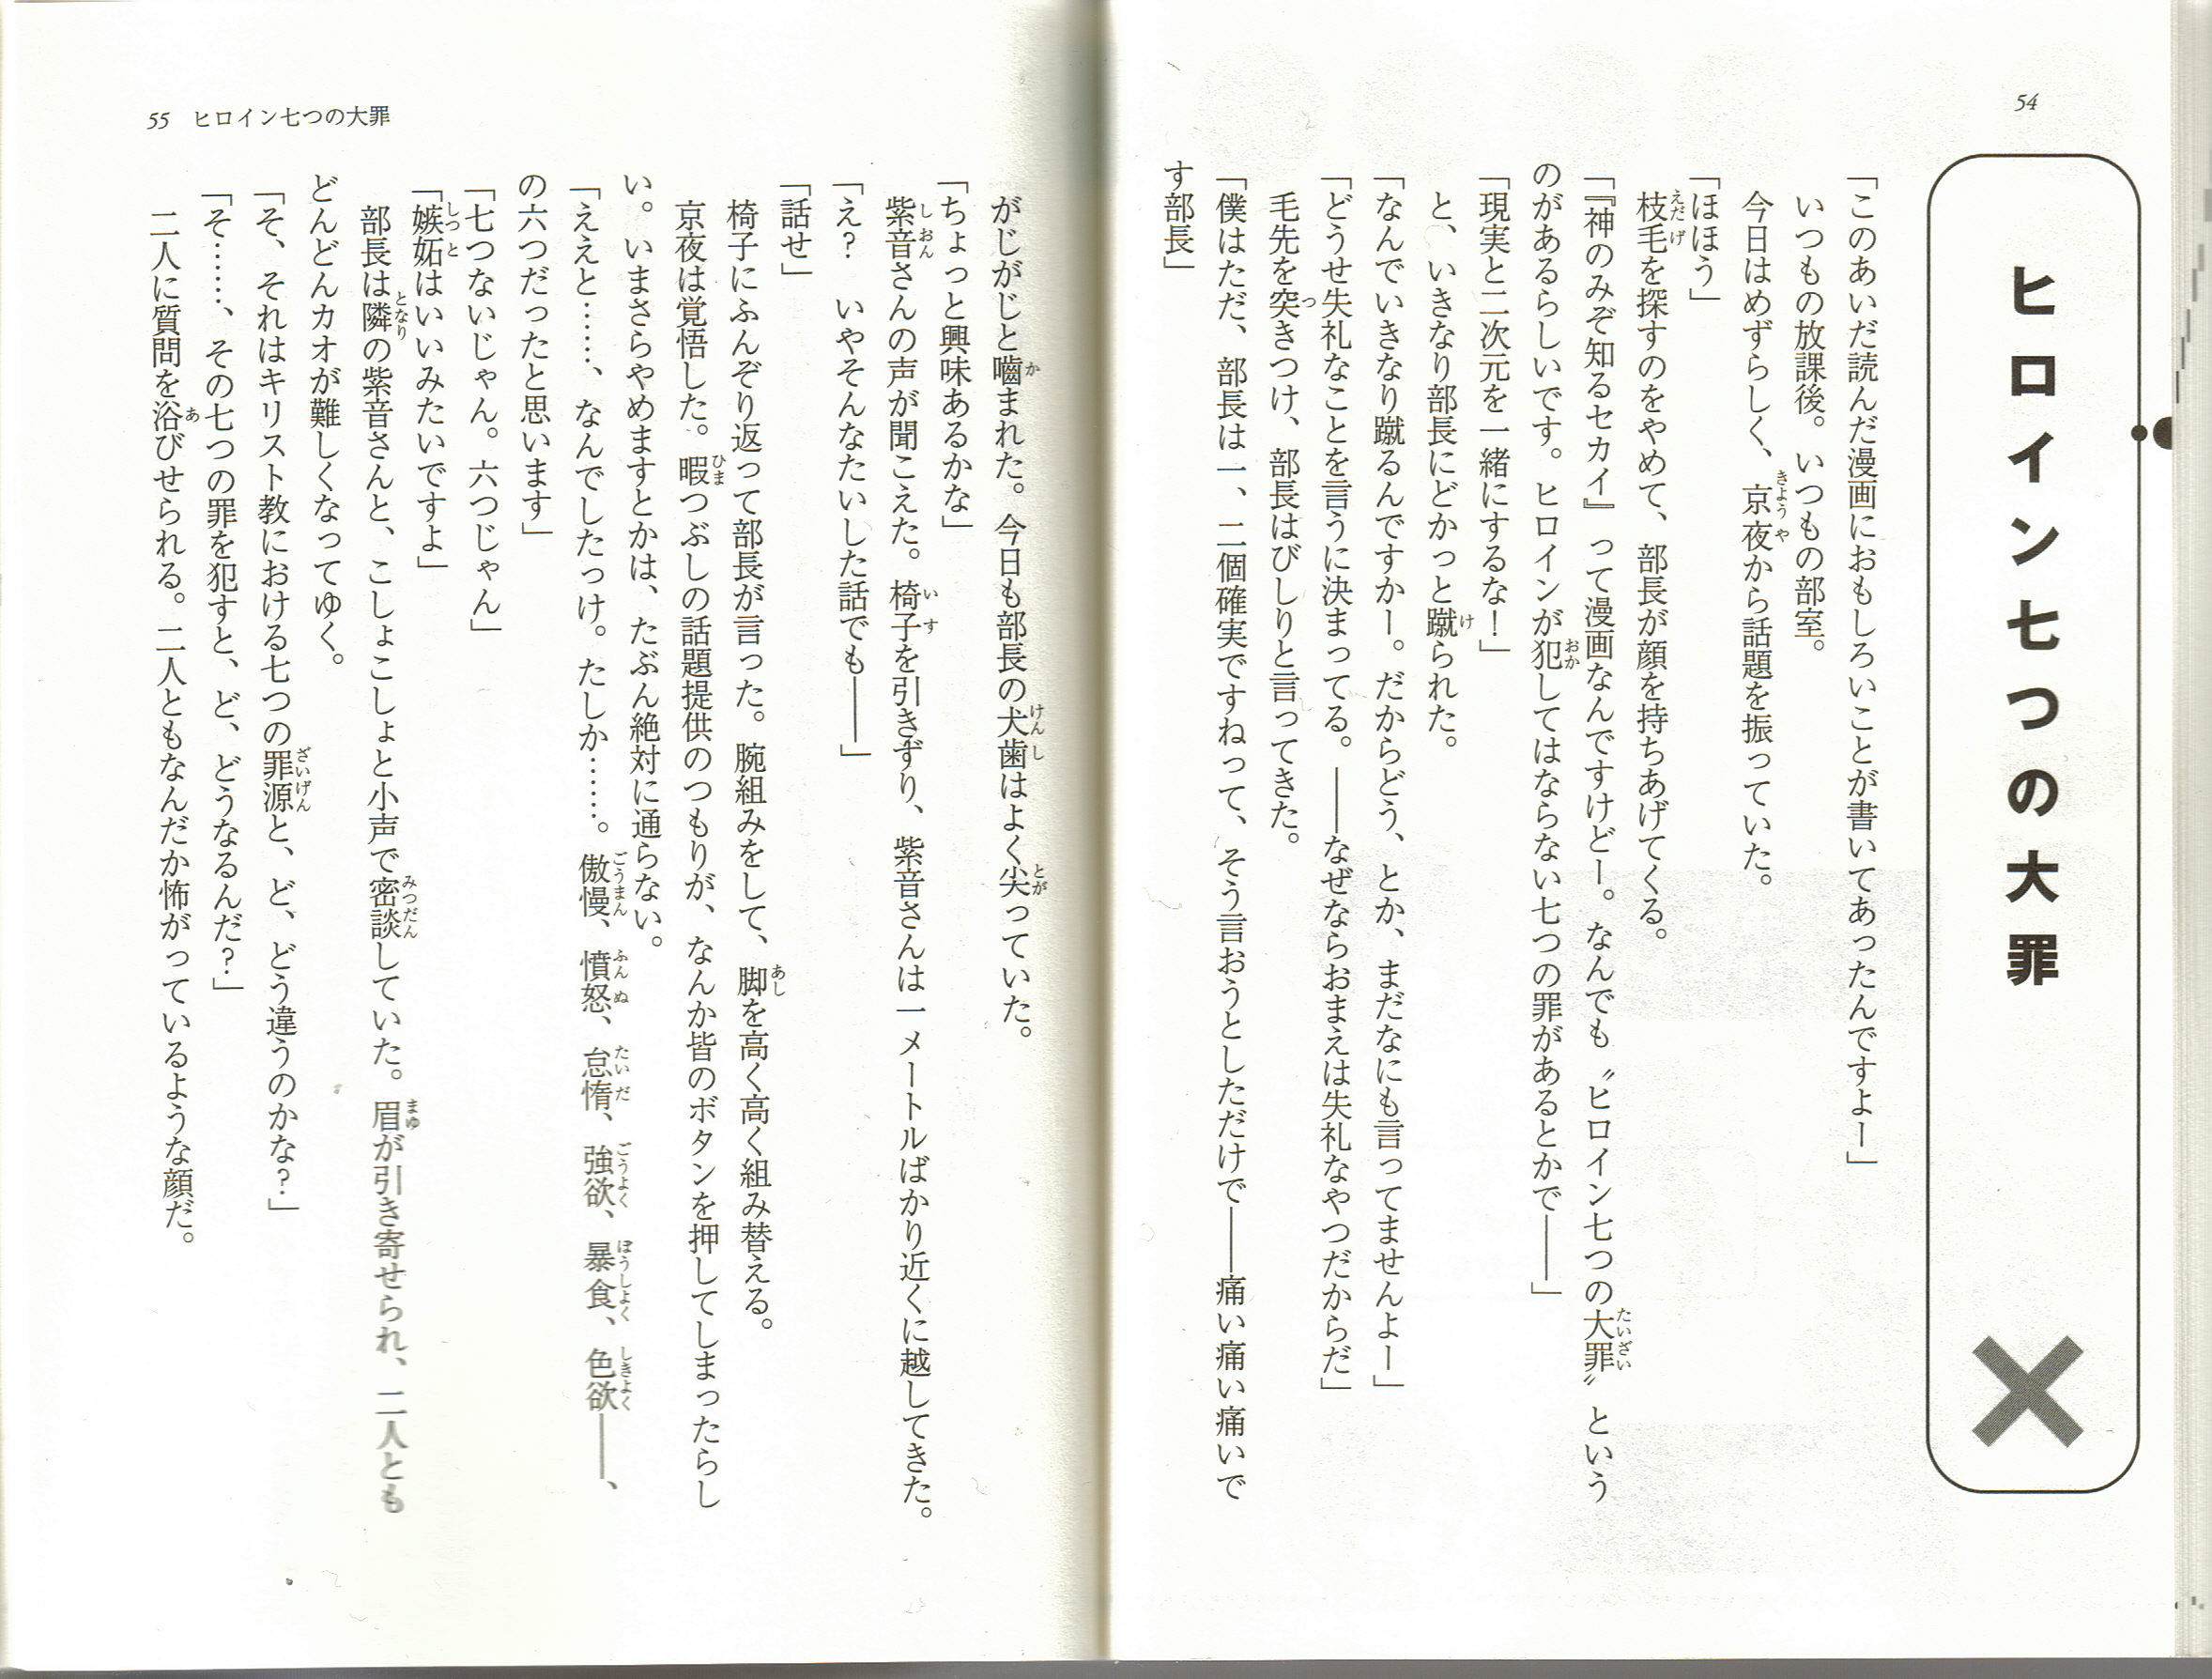 54
ヒロイン七つの大罪
「このあいだ読んだ漫画におもしろいことが書いてあったんですよー」
いつもの放課後。いつもの部室。
今日はめずらしく、京夜から話題を振っていた。
「ほほう」
枝毛を探すのをやめて、部長が顔を持ちあげてくる。
「『神のみぞ知るセカイ』って漫画なんですけどー。なんでも〝ヒロイン七つの大罪〟という
のがあるらしいです。ヒロインが犯してはならない七つの罪があるとかで――」
「現実と二次元を一緒にするな！」
と、いきなり部長にどかっと蹴られた。
「なんでいきなり蹴るんですかー。だからどう、とか、まだなにも言ってませんよー」
「どうせ失礼なことを言うに決まってる。――なぜならおまえは失礼なやつだからだ」
毛先を突きつけ、部長はびしりと言ってきた。
「僕はただ、部長は一、二個確実ですねって、そう言おうとしただけで――痛い痛い痛いで
す部長」
がじがじと嚙まれた。今日も部長の犬歯はよく尖っていた。
「ちょっと興味あるかな」
紫音さんの声が聞こえた。椅子を引きずり、紫音さんは一メートルばかり近くに越してきた。
「え？　いやそんなたいした話でも――」
「話せ」
椅子にふんぞり返って部長が言った。腕組みをして、脚を高く高く組み替える。
京夜は覚悟した。暇つぶしの話題提供のつもりが、なんか皆のボタンを押してしまったらし
い。いまさらやめますとかは、たぶん絶対に通らない。
「ええと……、なんでしたっけ。たしか……。傲慢、憤怒、怠惰、強欲、暴食、色欲――、
の六つだったと思います」
「七つないじゃん。六つじゃん」
「嫉妬はいいみたいですよ」
部長は隣の紫音さんと、こしょこしょと小声で密談していた。眉が引き寄せられ、二人とも
どんどんカオが難しくなってゆく。
「そ、それはキリスト教における七つの罪源と、ど、どう違うのかな？」
「そ……、その七つの罪を犯すと、ど、どうなるんだ？」
二人に質問を浴びせられる。二人ともなんだか怖がっているような顔だ。
55 ヒロイン七つの大罪